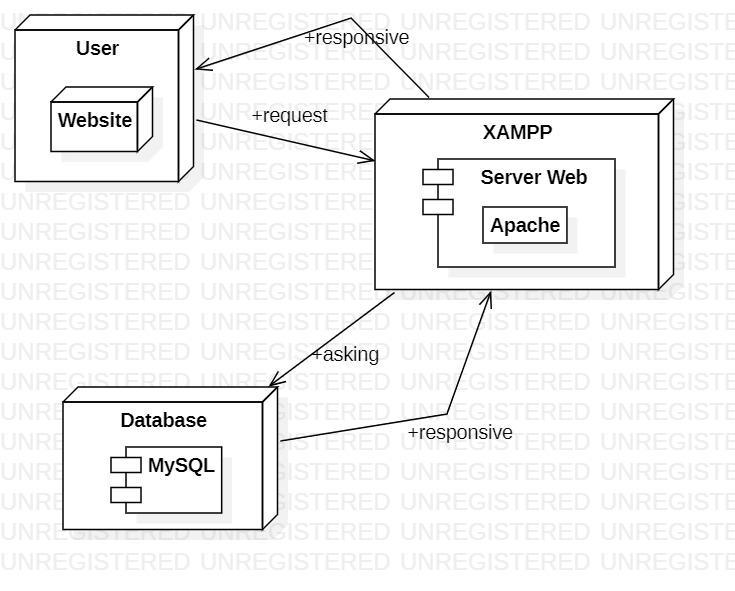 User
Website
+responsive
+request
XAMPP
Server Web
Apache
+asking
Database
MySQL
+responsive
UNREGISTERED